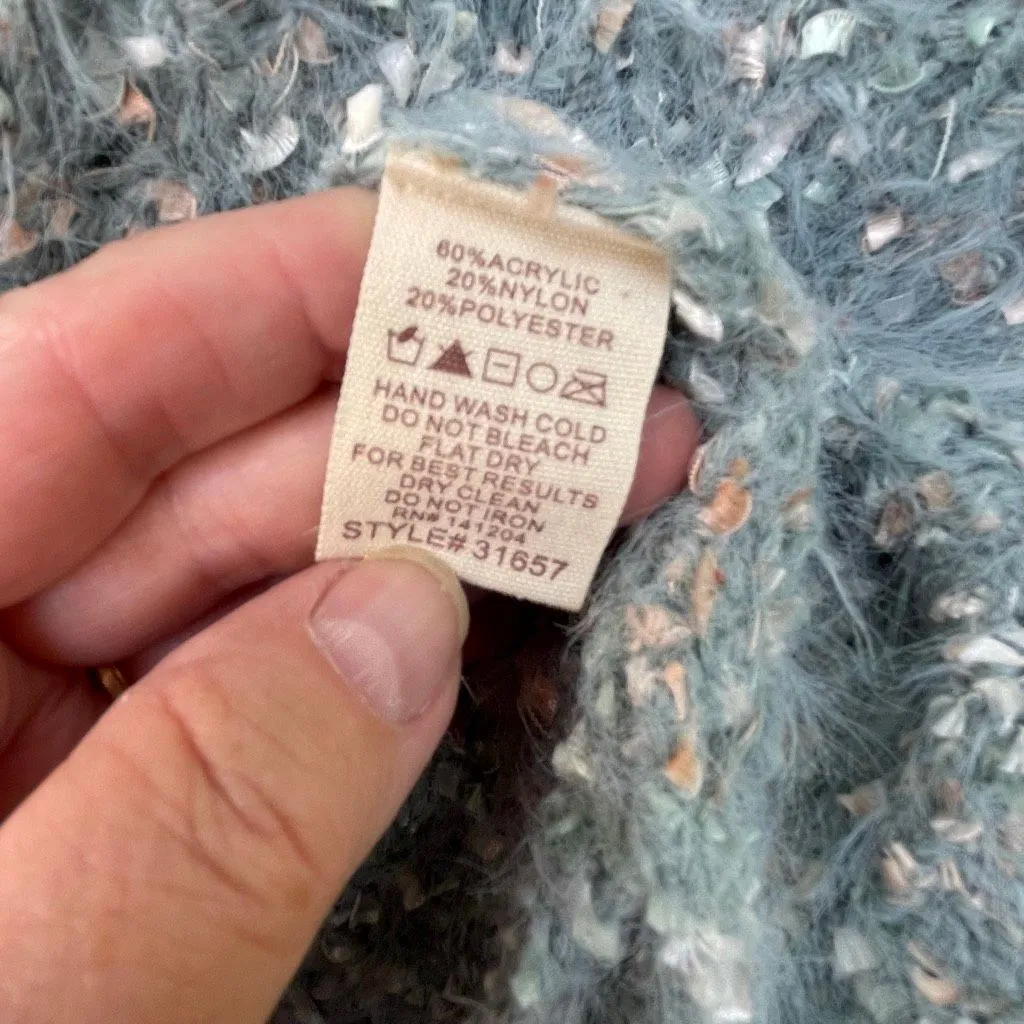 60%ACRYLIC
20%NYLON
20%POLYESTER
HAND WASH COLD
DO NOT BLEACH
FLAT DRY
FOR BEST RESULTS
DRY CLEAN
DO NOT IRON
RN# 141204
STYLE# 31657